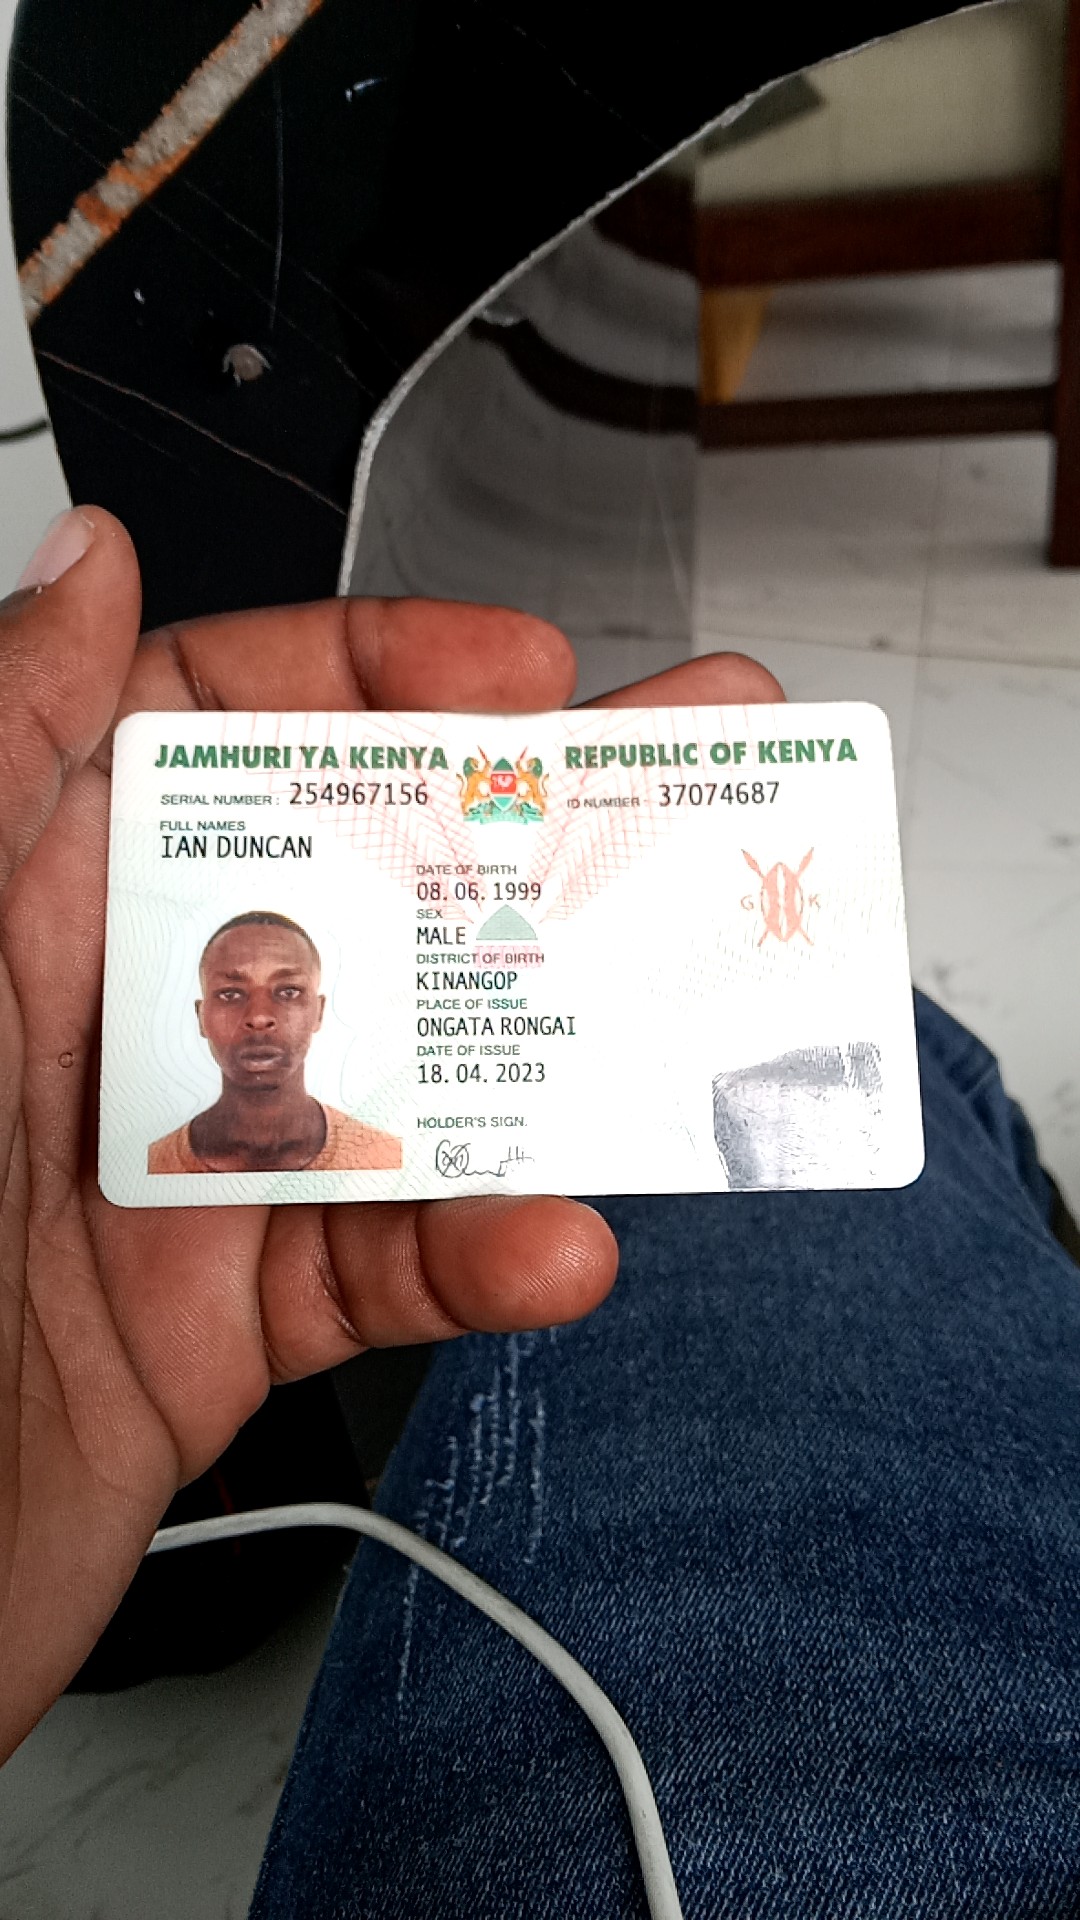 JAMHURI YA KENYA REPUBLIC OF KENYA
SERIAL NUMBER: 254967156 ID NUMBER: 37074687
FULL NAMES
IAN DUNCAN
DATE OF BIRTH
08.06.1999
SEX
MALE
DISTRICT OF BIRTH
KINANGOP
PLACE OF ISSUE
ONGATA RONGAI
DATE OF ISSUE
18.04.2023
HOLDER'S SIGN.
G K